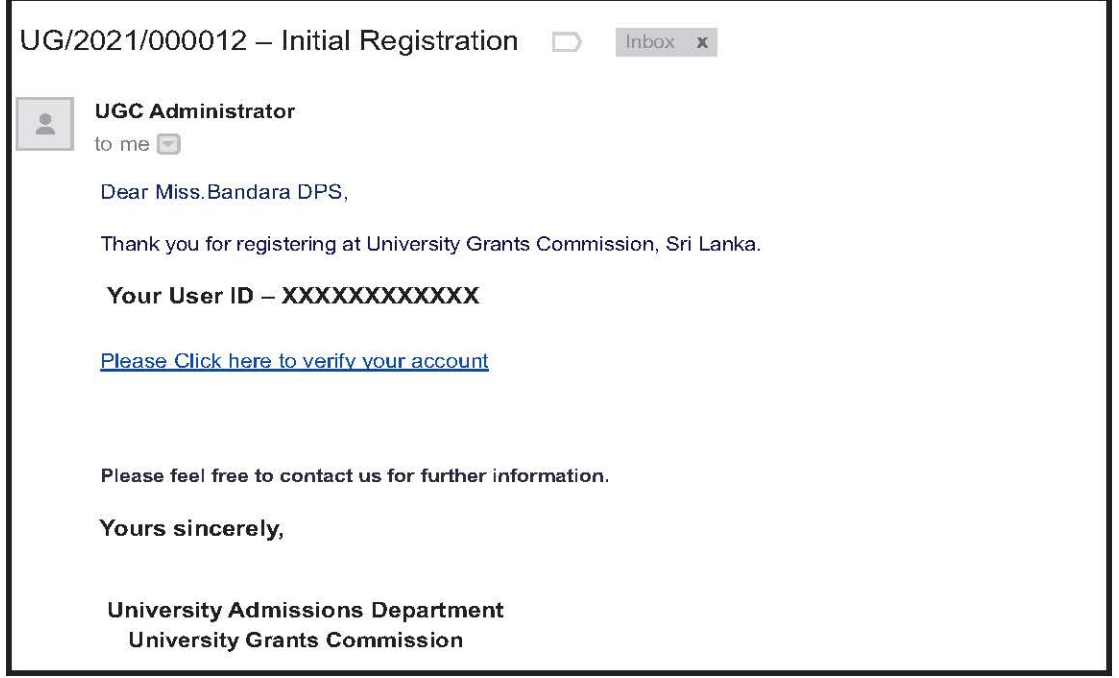 UG/2021/000012 – Initial Registration Inbox x
UGC Administrator
to me
Dear Miss.Bandara DPS,
Thank you for registering at University Grants Commission, Sri Lanka.
Your User ID – XXXXXXXXXXXX
Please Click here to verify your account
Please feel free to contact us for further information.
Yours sincerely,
University Admissions Department
University Grants Commission